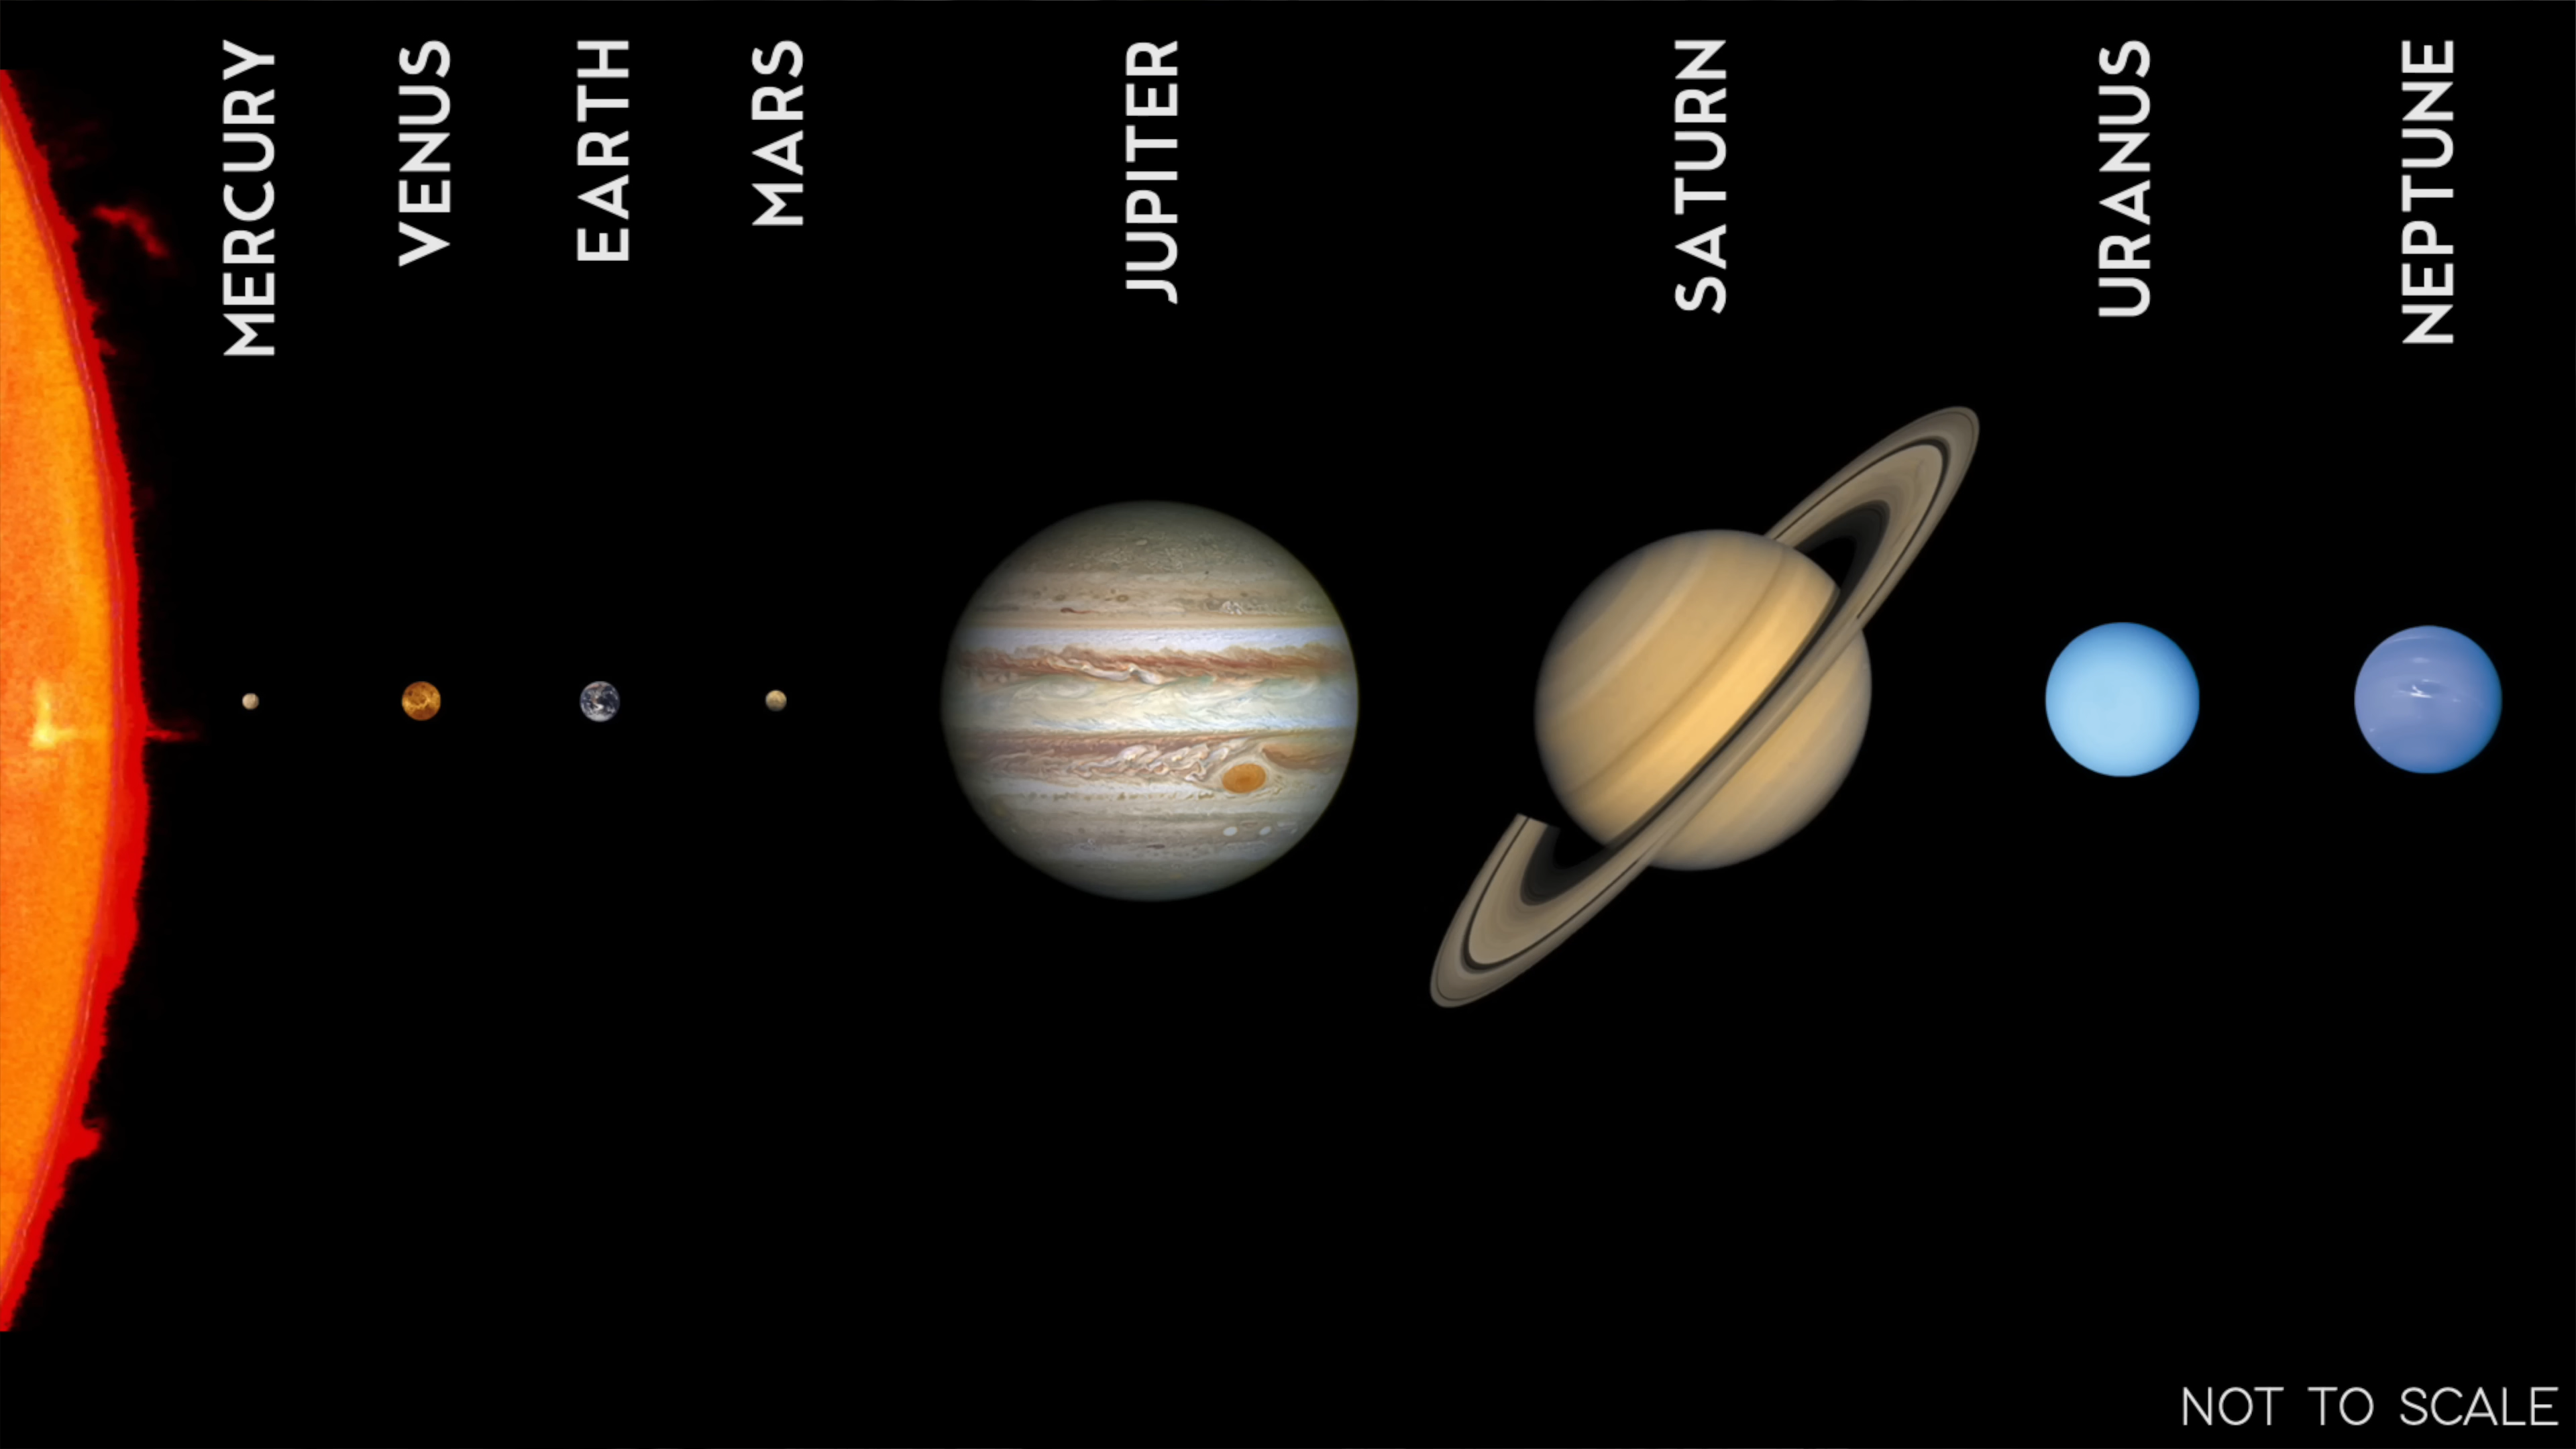 MERCURY
VENUS
EARTH
MARS
JUPITER
SATURN
URANUS
NEPTUNE
NOT TO SCALE